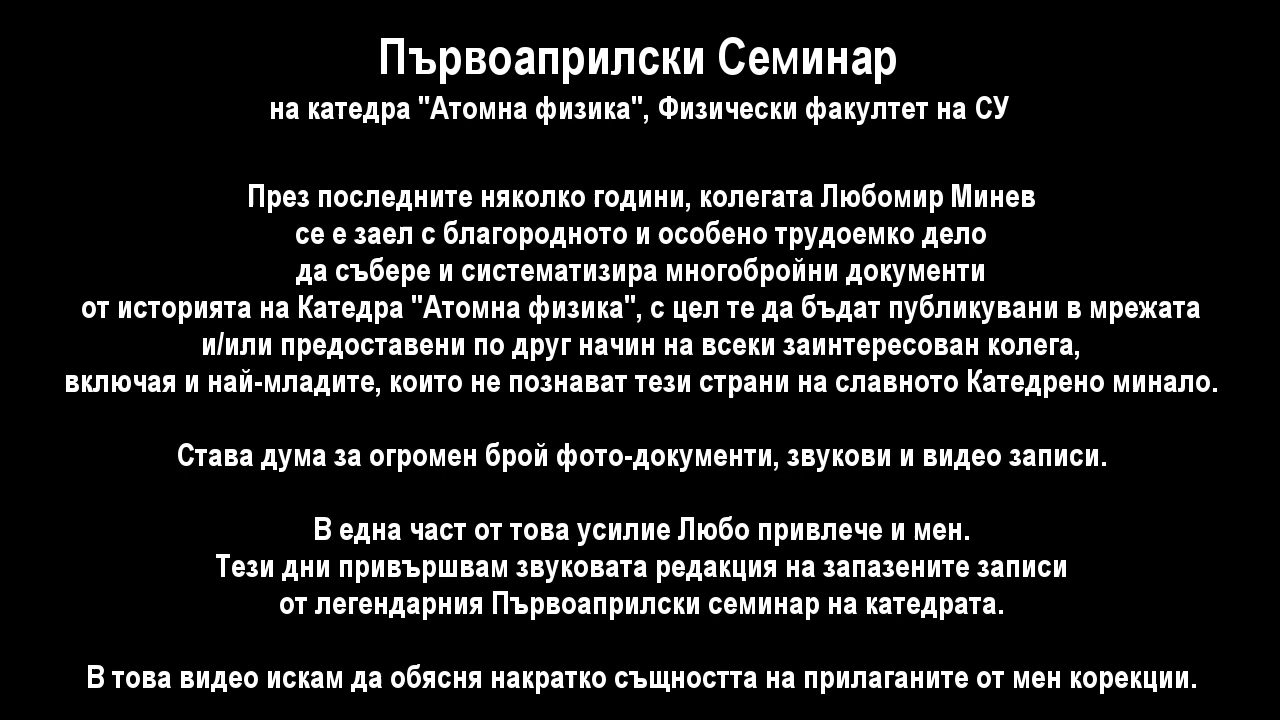 Първоаприлски Семинар
на катедра "Атомна физика", Физически факултет на СУ
През последните няколко години, колегата Любомир Минев
се е заел с благородното и особено трудоемко дело
да събере и систематизира многобройни документи
от историята на Катедра "Атомна физика", с цел те да бъдат публикувани в мрежата
и/или предоставени по друг начин на всеки заинтересован колега,
включая и най-младите, които не познават тези страни на славното Катедрено минало.
Става дума за огромен брой фото-документи, звукови и видео записи.
В една част от това усилие Любо привлече и мен.
Тези дни привършвам звуковата редакция на запазените записи
от легендарния Първоаприлски семинар на катедрата.
В това видео искам да обясня накратко същността на прилаганите от мен корекции.